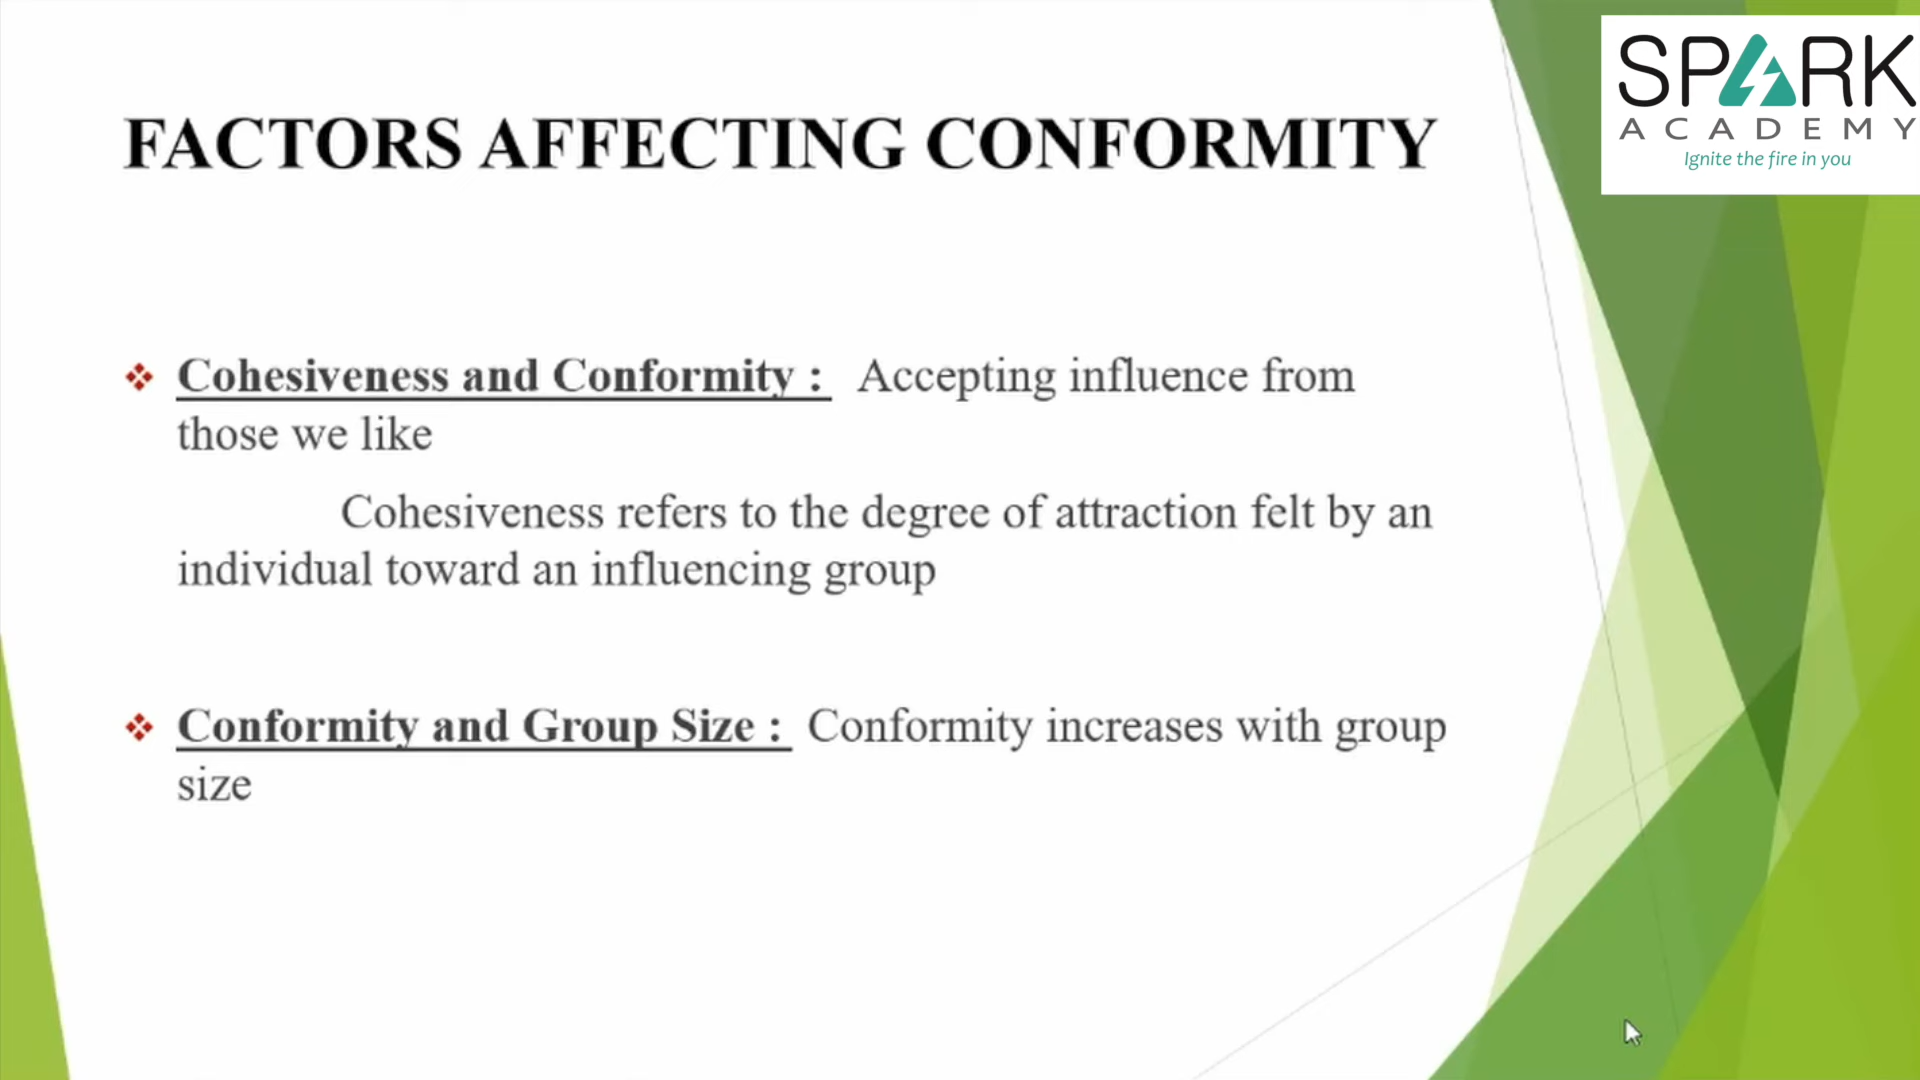 SPARK
ACADEMY
Ignite the fire in you
FACTORS AFFECTING CONFORMITY
❖ Cohesiveness and Conformity : Accepting influence from
those we like
Cohesiveness refers to the degree of attraction felt by an
individual toward an influencing group
❖ Conformity and Group Size : Conformity increases with group
size